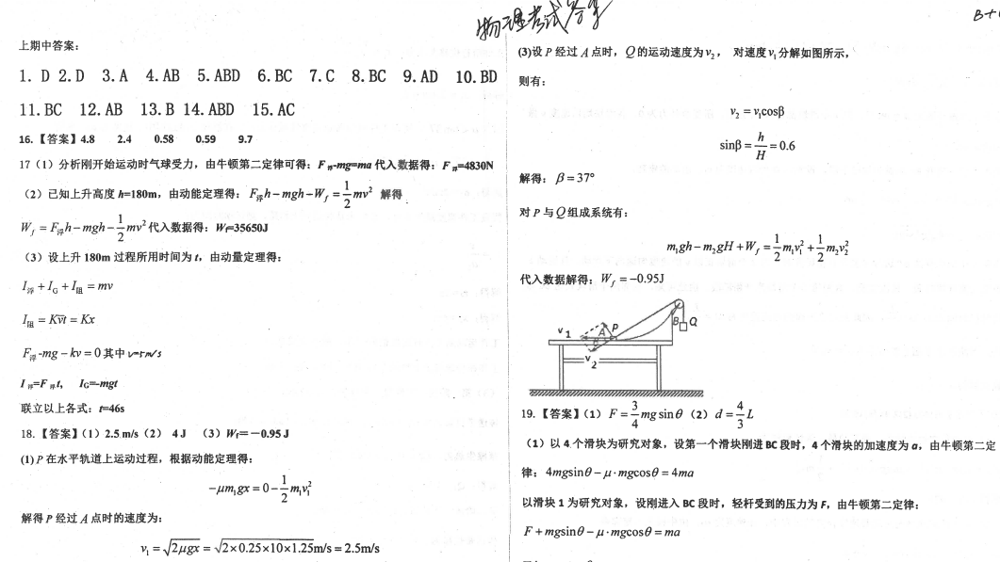 物理考试答案
B+
上期中答案：
1. D 2. D 3. A 4. AB 5. ABD 6. BC 7. C 8. BC 9. AD 10. BD
11. BC 12. AB 13. B 14. ABD 15. AC
16.【答案】4.8 2.4 0.58 0.59 9.7
17（1）分析刚开始运动时气球受力，由牛顿第二定律可得：F浮-mg=ma 代入数据得：F浮=4830N
（2）已知上升高度 h=180m，由动能定理得：F浮h−mgh−Wf=1/2mv² 解得
Wf=F浮h−mgh−1/2mv²代入数据得：Wf=35650J
（3）设上升 180m 过程所用时间为 t，由动量定理得：
I浮+IG+I阻=mv
I阻=Kv̅t=Kx
F浮-mg−kv=0 其中 v=5m/s
I浮=F浮t, IG=-mgt
联立以上各式：t=46s
18.【答案】（1）2.5 m/s（2） 4 J （3）Wf=－0.95 J
(1) P 在水平轨道上运动过程，根据动能定理得：
−μm₁gx=0−1/2m₁v₁²
解得 P 经过 A 点时的速度为：
v₁=√(2μgx)=√(2×0.25×10×1.25)m/s=2.5m/s
(3)设 P 经过 A 点时，Q 的运动速度为 v₂， 对速度 v₁ 分解如图所示，
则有：
v₂=v₁cosβ
sinβ=h/H=0.6
解得：β=37°
对 P 与 Q 组成系统有：
m₁gh−m₂gH+Wf=1/2m₁v₁²+1/2m₂v₂²
代入数据解得：Wf=−0.95J
v 1 A P B Q
v 2
19.【答案】（1）F=3/4mg sinθ（2）d=4/3L
（1）以 4 个滑块为研究对象，设第一个滑块刚进 BC 段时，4 个滑块的加速度为 a，由牛顿第二定
律：4mgsinθ−μ·mgcosθ=4ma
以滑块 1 为研究对象，设刚进入 BC 段时，轻杆受到的压力为 F，由牛顿第二定律：
F+mgsinθ−μ·mgcosθ=ma